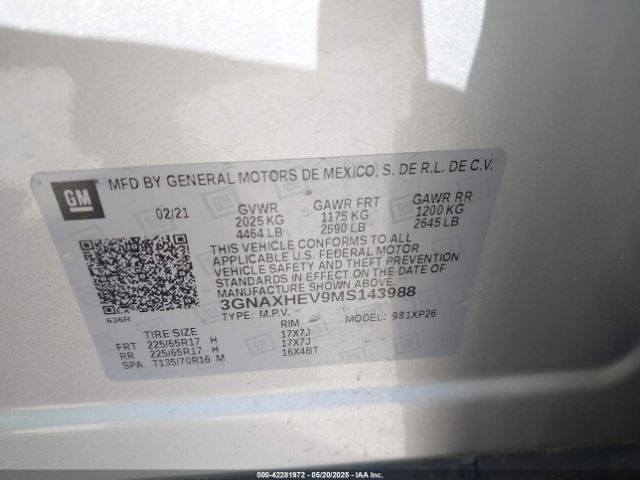 GM
MFD BY GENERAL MOTORS DE MEXICO, S. DE R.L. DE C.V.
02/21 GVWR GAWR FRT GAWR RR
2025 KG 1175 KG 1200 KG
4464 LB 2590 LB 2645 LB
THIS VEHICLE CONFORMS TO ALL
APPLICABLE U.S. FEDERAL MOTOR
VEHICLE SAFETY AND THEFT PREVENTION
STANDARDS IN EFFECT ON THE DATE OF
MANUFACTURE SHOWN ABOVE.
3GNAXHEV9MS143988
636R TYPE: M.P.V. MODEL: 981XP26
TIRE SIZE RIM
FRT 225/65R17 H 17X7J
RR 225/65R17 H 17X7J
SPA T135/70R16 M 16X4BT
000-42281972 | 05/20/2025 | IAA Inc.